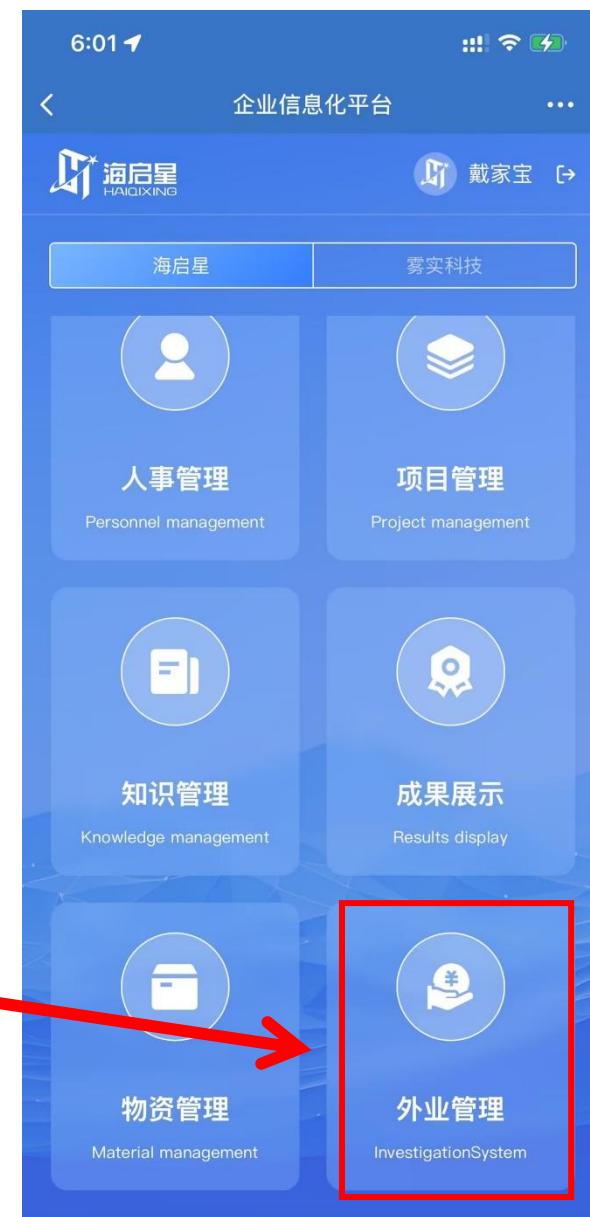 6:01
企业信息化平台
海启星
HAIQIXING
戴家宝
海启星
雾实科技
人事管理
项目管理
Personnel management
Project management
知识管理
成果展示
Knowledge management
Results display
物资管理
外业管理
Material management
InvestigationSystem